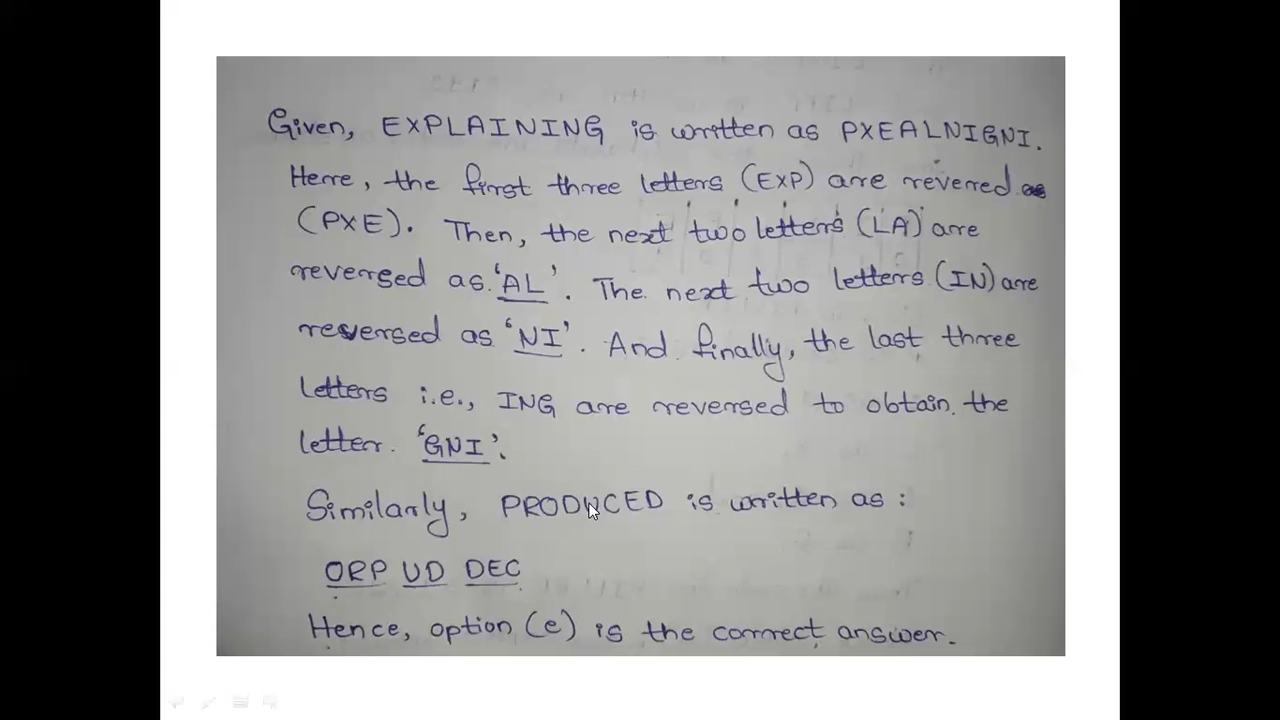 Given, EXPLAINING is written as PXEALNIGNI.
Here, the first three letters (EXP) are revered as
(PXE). Then, the next two letters (LA) are
reversed as 'AL'. The next two letters (IN) are
reversed as 'NI'. And finally, the last three
letters i.e., ING are reversed to obtain the
letter. 'GNI'.
Similarly, PRODUCED is written as :
ORP UD DEC
Hence, option (e) is the correct answer.